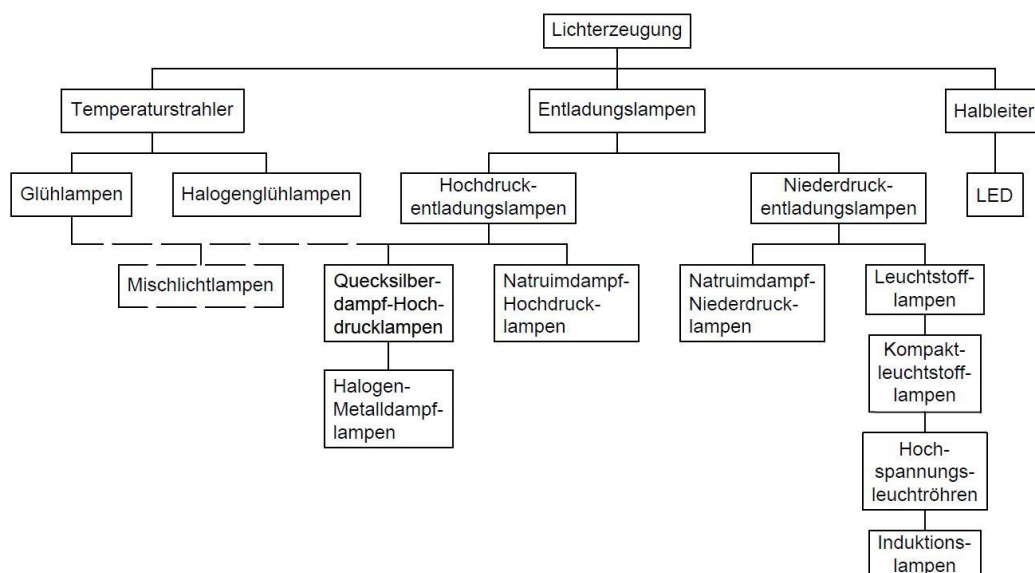 Lichterzeugung
Temperaturstrahler
Entladungslampen
Halbleiter
Glühlampen
Halogenglühlampen
Hochdruck-
entladungslampen
Niederdruck-
entladungslampen
LED
Mischlichtlampen
Quecksilber-
dampf-Hoch-
drucklampen
Natruimdampf-
Hochdruck-
lampen
Natruimdampf-
Niederdruck-
lampen
Leuchtstoff-
lampen
Halogen-
Metalldampf-
lampen
Kompakt-
leuchtstoff-
lampen
Hoch-
spannungs-
leuchtröhren
Induktions-
lampen